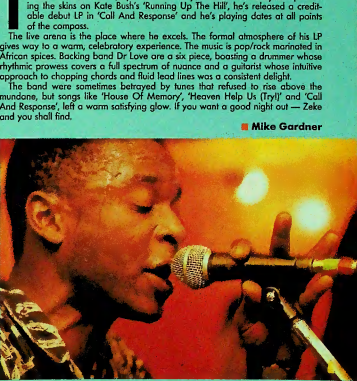 ing the skins on Kate Bush's 'Running Up The Hill', he's released a credit-
able debut LP in 'Call And Response' and he's playing dates at all points
of the compass.
The live arena is the place where he excels. The formal atmosphere of his LP
gives way to a warm, celebratory experience. The music is pop/rock marinated in
African spices. Backing band Dr Love are a six piece, boasting a drummer whose
rhythmic prowess covers a full spectrum of nuance and a guitarist whose intuitive
approach to chopping chords and fluid lead lines was a consistent delight.
The band were sometimes betrayed by tunes that refused to rise above the
mundane, but songs like 'House Of Memory', 'Heaven Help Us (Try)' and 'Call
And Response', left a warm satisfying glow. If you want a good night out — Zeke
and you shall find.
Mike Gardner